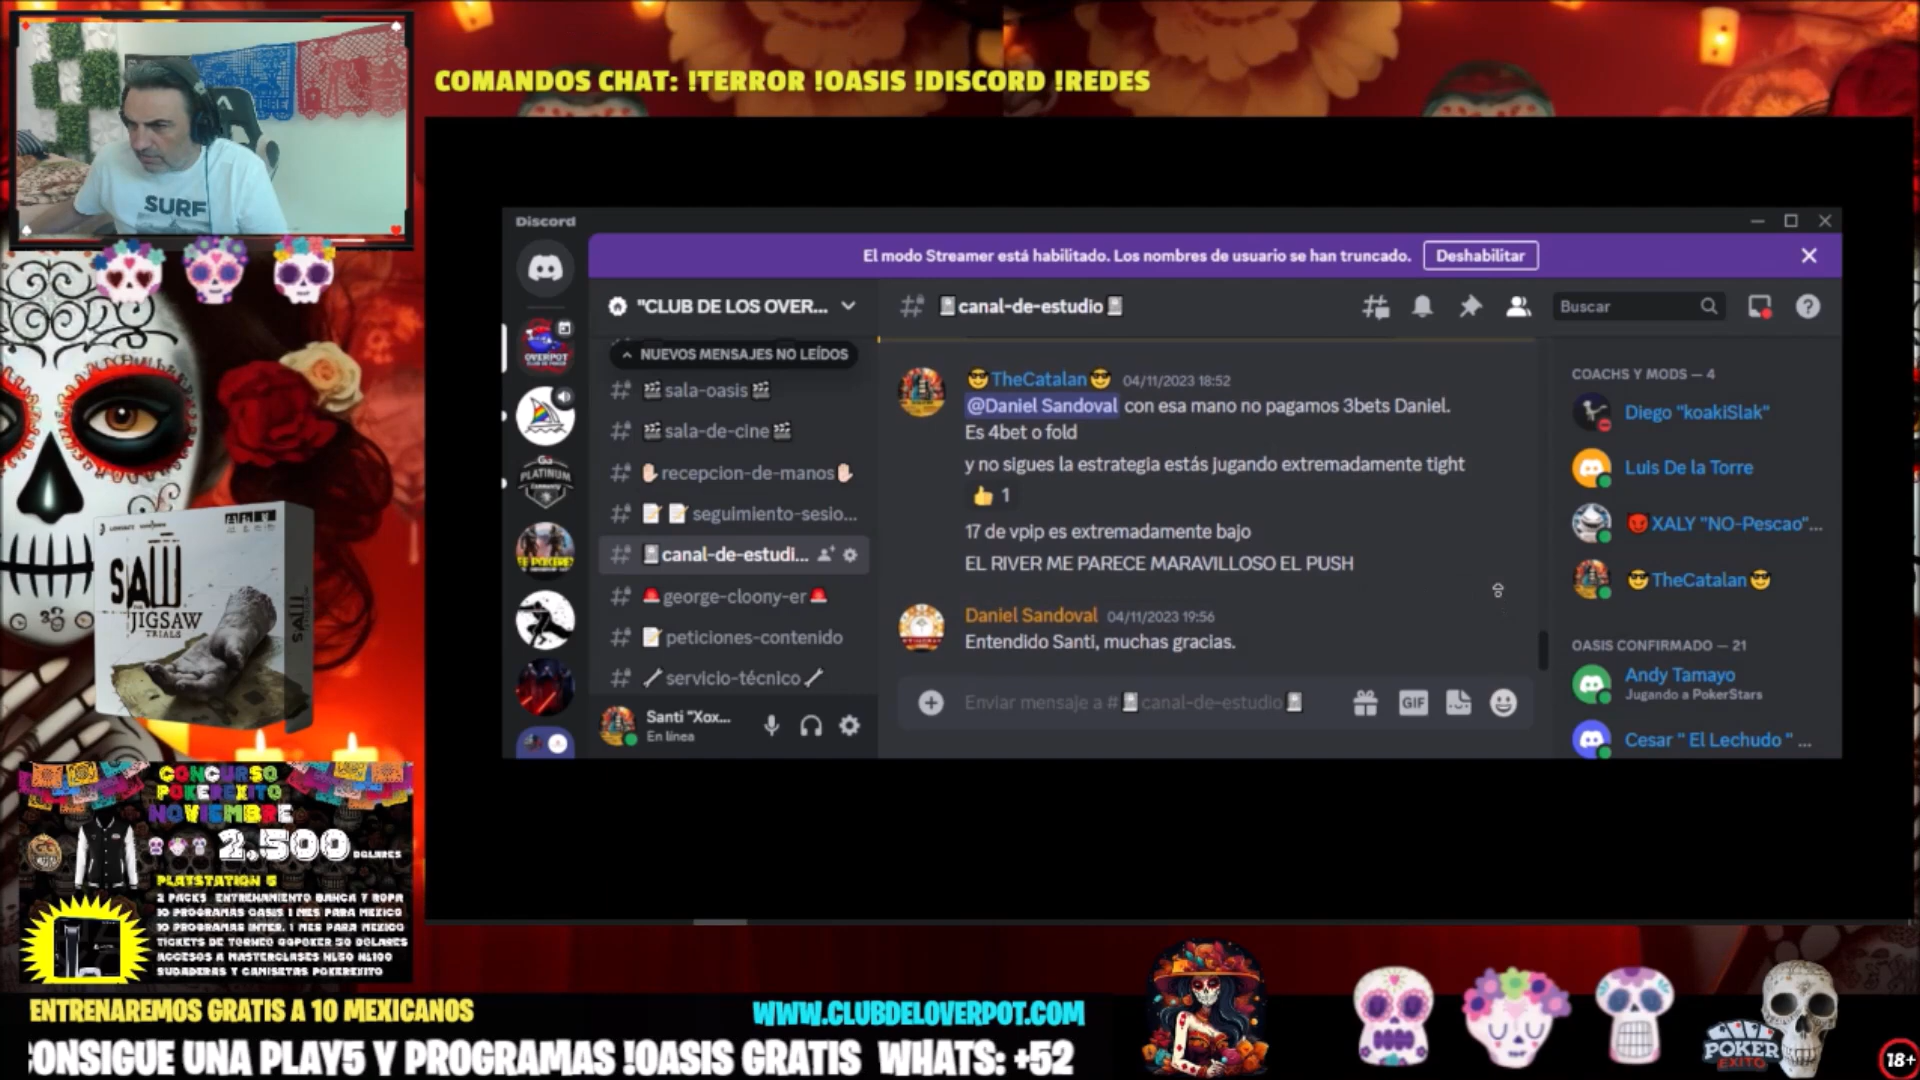 COMANDOS CHAT: !TERROR !OASIS !DISCORD !REDES
SURF
Discord
El modo Streamer está habilitado. Los nombres de usuario se han truncado.
Deshabilitar
"CLUB DE LOS OVER...
canal-de-estudio
Buscar
NUEVOS MENSAJES NO LEÍDOS
sala-oasis
sala-de-cine
recepcion-de-manos
seguimiento-sesio...
canal-de-estudi...
george-cloony-er
peticiones-contenido
servicio-técnico
Santi "Xox...
En línea
OVERPOT
PLATINUM
TheCatalan 04/11/2023 18:52
@Daniel Sandoval con esa mano no pagamos 3bets Daniel.
Es 4bet o fold
y no sigues la estrategia estás jugando extremadamente tight
1
17 de vpip es extremadamente bajo
EL RIVER ME PARECE MARAVILLOSO EL PUSH
Daniel Sandoval 04/11/2023 19:56
Entendido Santi, muchas gracias.
Enviar mensaje a # canal-de-estudio
GIF
COACHS Y MODS — 4
Diego "koakiSlak"
Luis De la Torre
XALY "NO-Pescao"...
TheCatalan
OASIS CONFIRMADO — 21
Andy Tamayo
Jugando a PokerStars
Cesar " El Lechudo " ...
SAW
JIGSAW
TRIALS
SAW
CONCURSO
POKEREXITO
NOVIEMBRE
2,500 DOLARES
PLAYSTATION 5
2 PACKS ENTRENAMIENTO BANCA Y ROPA
10 PROGRAMAS OASIS 1 MES PARA MEXICO
10 PROGRAMAS INTER. 1 MES PARA MEXICO
TICKETS DE TORNEO GGPOKER 50 DOLARES
ACCESOS A MASTERCLASES NL50 NL100
SUDADERAS Y CAMISETAS POKEREXITO
ENTRENAREMOS GRATIS A 10 MEXICANOS
WWW.CLUBDELOVERPOT.COM
CONSIGUE UNA PLAY5 Y PROGRAMAS !OASIS GRATIS WHATS: +52
POKER
EXITO
18+